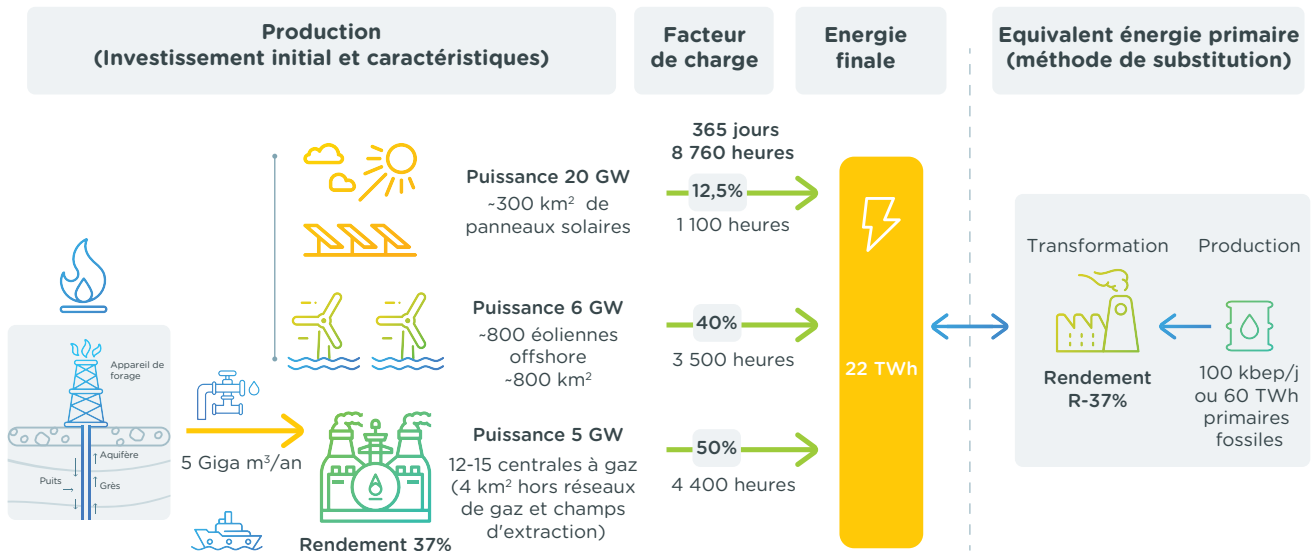 Production
(Investissement initial et caractéristiques)
Facteur
de charge
Energie
finale
Equivalent énergie primaire
(méthode de substitution)
365 jours
8 760 heures
Puissance 20 GW
~300 km² de
panneaux solaires
12,5%
1 100 heures
Puissance 6 GW
~800 éoliennes
offshore
~800 km²
40%
3 500 heures
Appareil de
forage
Aquifère
Puits
Grès
5 Giga m³/an
Rendement 37%
Puissance 5 GW
12-15 centrales à gaz
(4 km² hors réseaux
de gaz et champs
d'extraction)
50%
4 400 heures
22 TWh
Transformation
Rendement
R-37%
Production
100 kbep/j
ou 60 TWh
primaires
fossiles